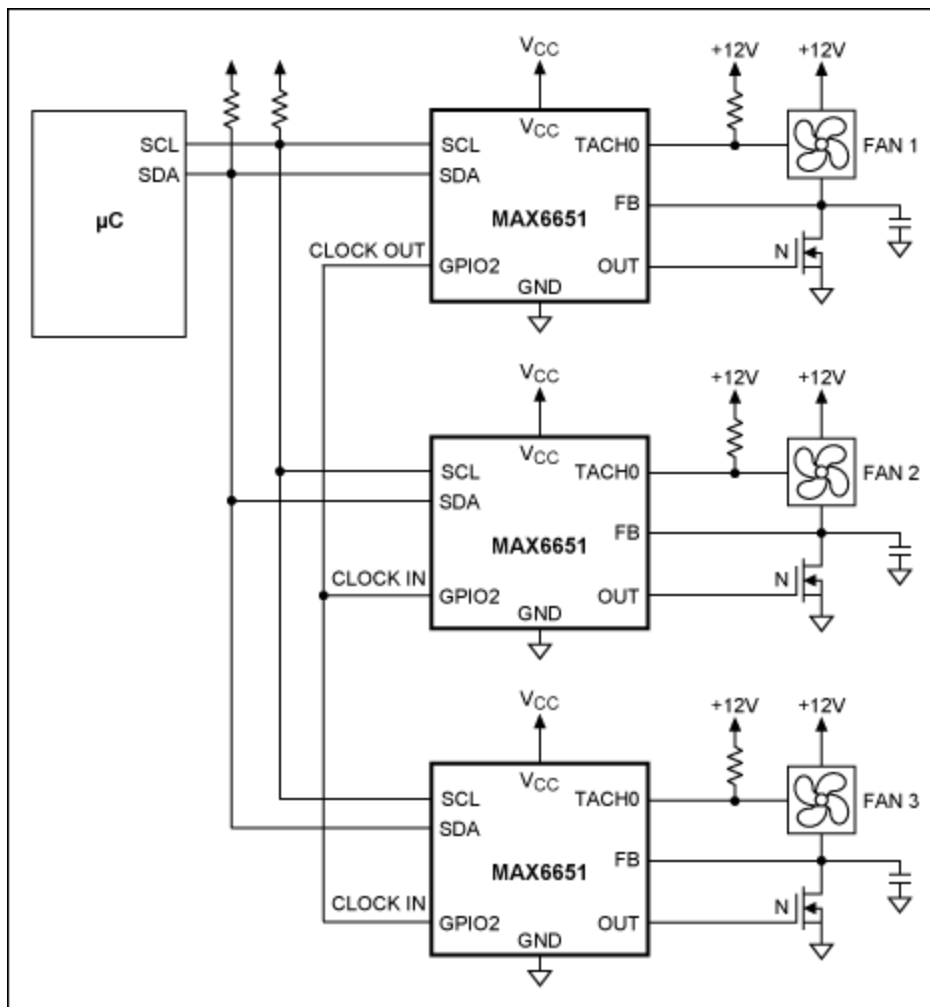 µC
SCL
SDA
VCC
VCC
SCL
SDA
GPIO2
CLOCK OUT
MAX6651
TACH0
FB
OUT
GND
+12V
+12V
FAN 1
N
VCC
VCC
SCL
SDA
GPIO2
CLOCK IN
MAX6651
TACH0
FB
OUT
GND
+12V
+12V
FAN 2
N
VCC
VCC
SCL
SDA
GPIO2
CLOCK IN
MAX6651
TACH0
FB
OUT
GND
+12V
+12V
FAN 3
N